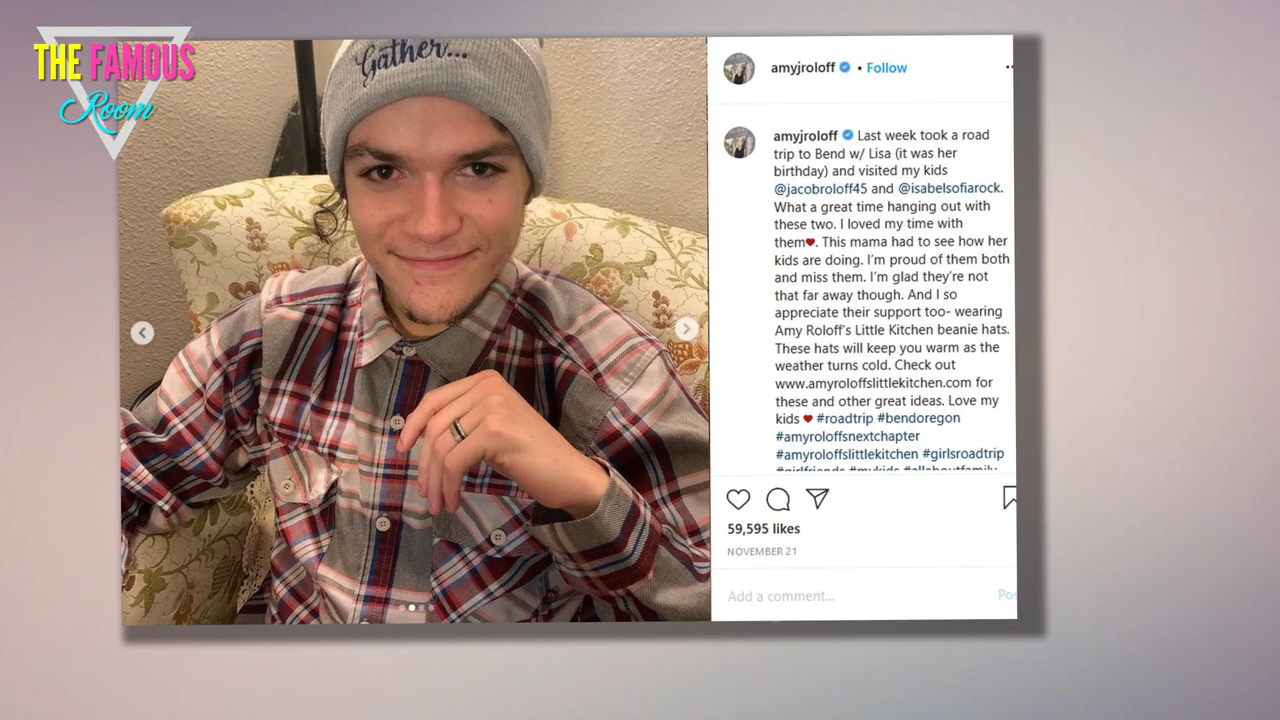 THE FAMOUS
Room
Gather...
amyjroloff • Follow
amyjroloff Last week took a road
trip to Bend w/ Lisa (it was her
birthday) and visited my kids
@jacobroloff45 and @isabelsofiarock.
What a great time hanging out with
these two. I loved my time with
them❤. This mama had to see how her
kids are doing. I'm proud of them both
and miss them. I'm glad they're not
that far away though. And I so
appreciate their support too- wearing
Amy Roloff's Little Kitchen beanie hats.
These hats will keep you warm as the
weather turns cold. Check out
www.amyroloffslittlekitchen.com for
these and other great ideas. Love my
kids ❤ #roadtrip #bendoregon
#amyroloffsnextchapter
#amyroloffslittlekitchen #girlsroadtrip
#girlfriends #mykids #allaboutfamily
59,595 likes
NOVEMBER 21
Add a comment...
Pos